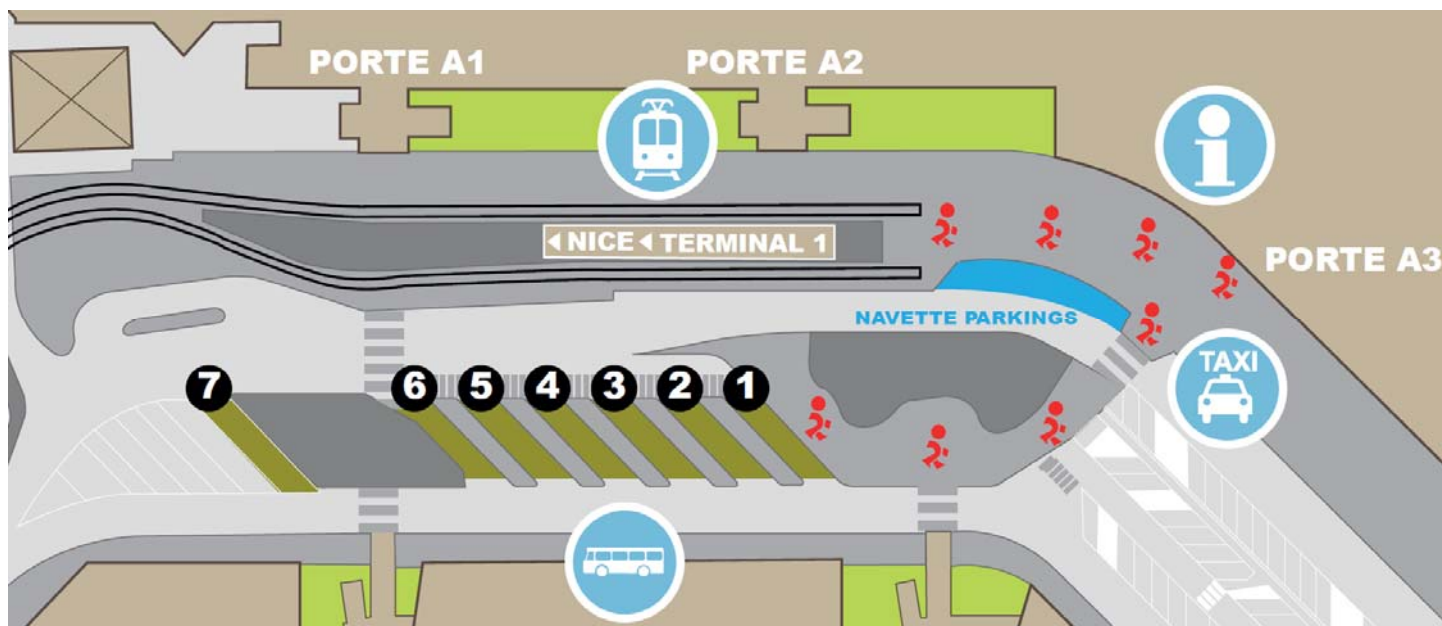 PORTE A1
PORTE A2
◄ NICE ◄ TERMINAL 1
PORTE A3
NAVETTE PARKINGS
TAXI
7
6
5
4
3
2
1